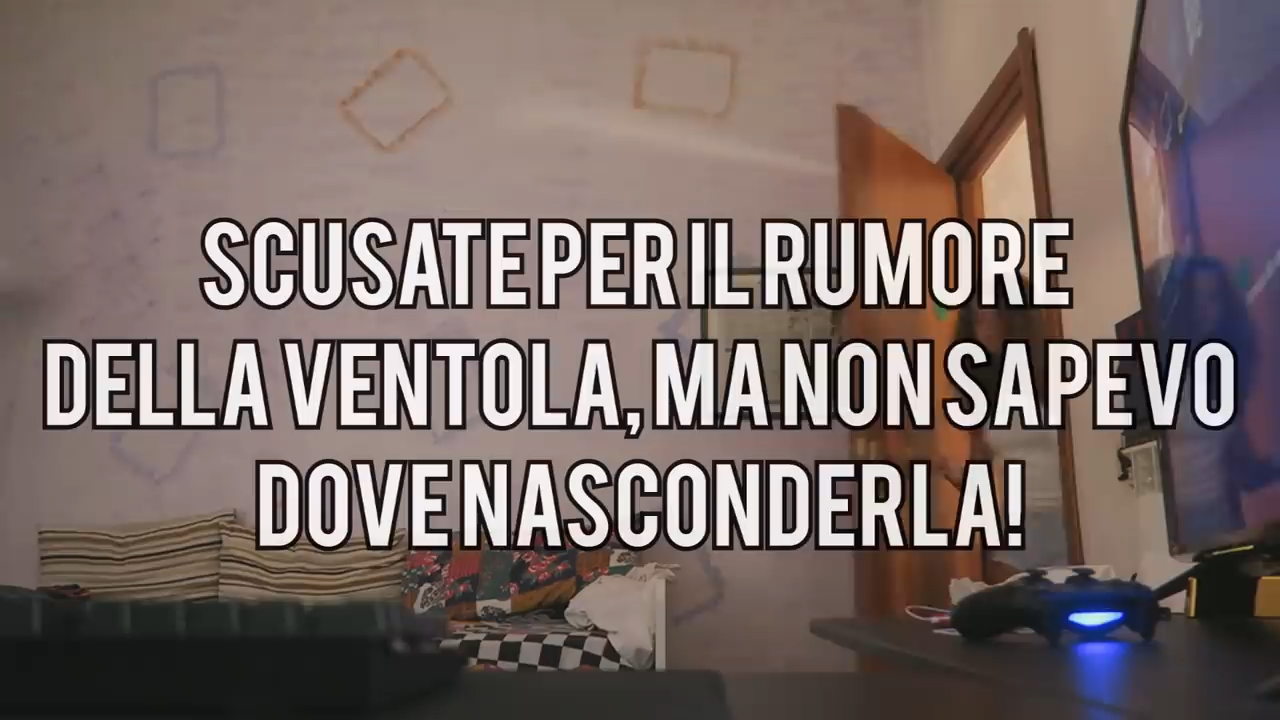 SCUSATE PER IL RUMORE
DELLA VENTOLA, MA NON SAPEVO
DOVE NASCONDERLA!